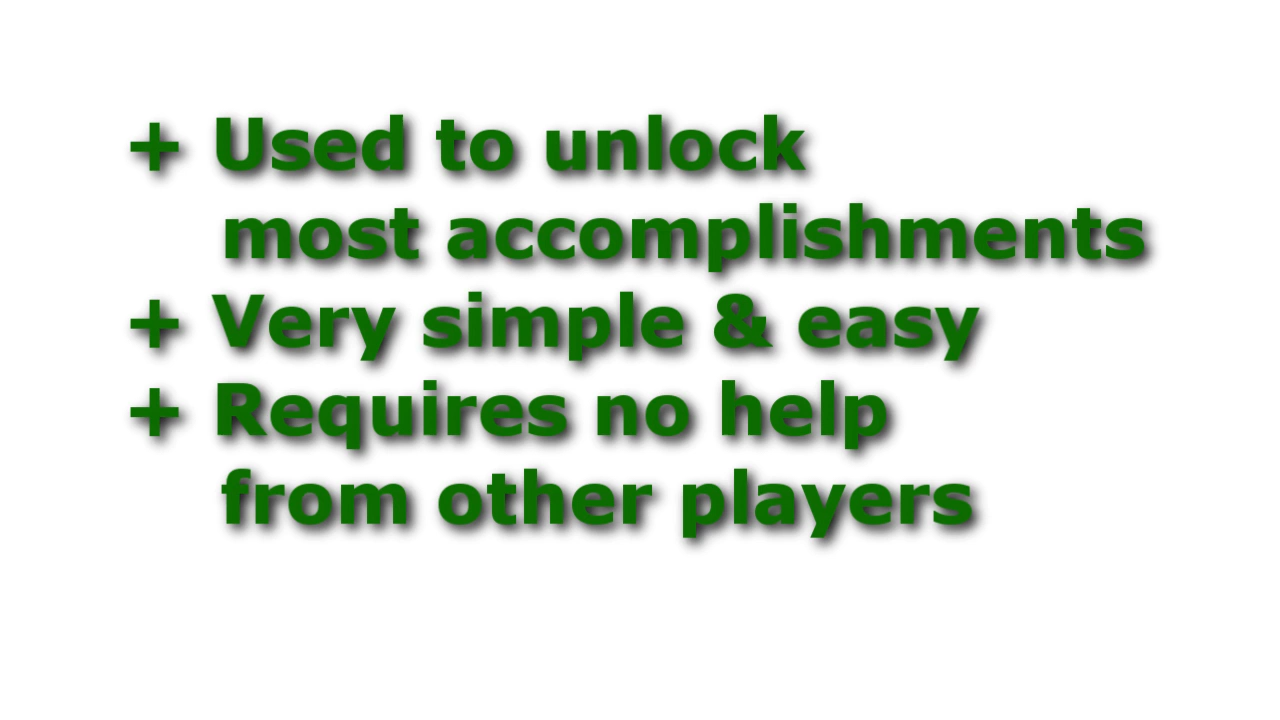 + Used to unlock
most accomplishments
+ Very simple & easy
+ Requires no help
from other players